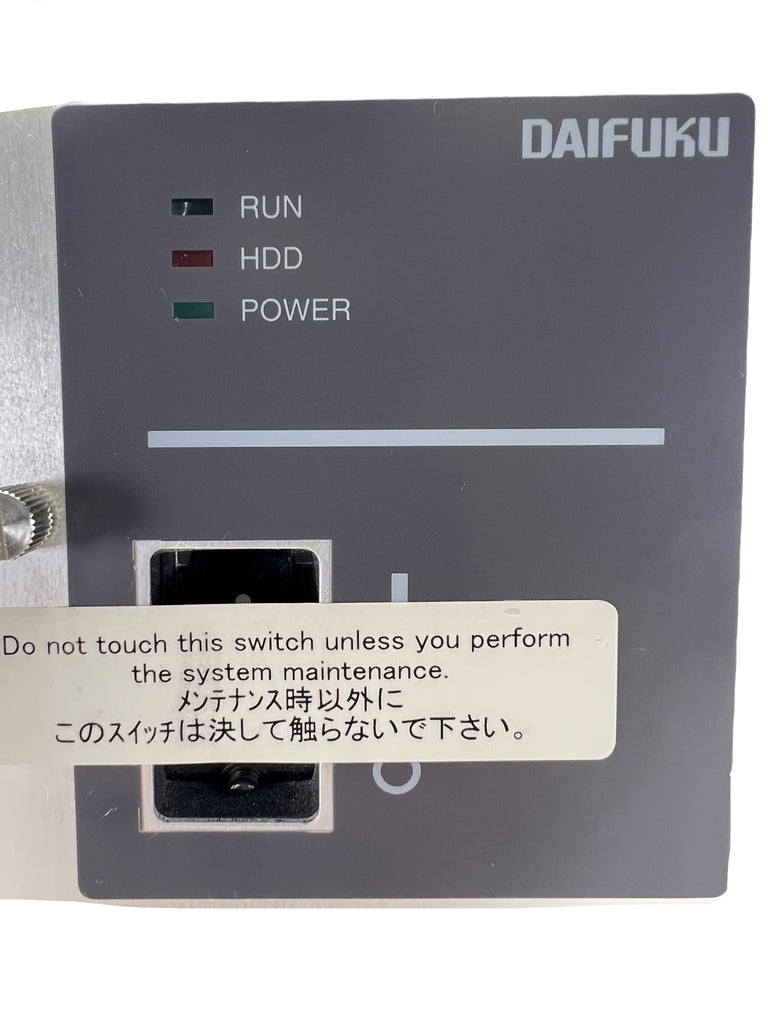 DAIFUKU
RUN
HDD
POWER
Do not touch this switch unless you perform
the system maintenance.
メンテナンス時以外に
このスイッチは決して触らないで下さい。